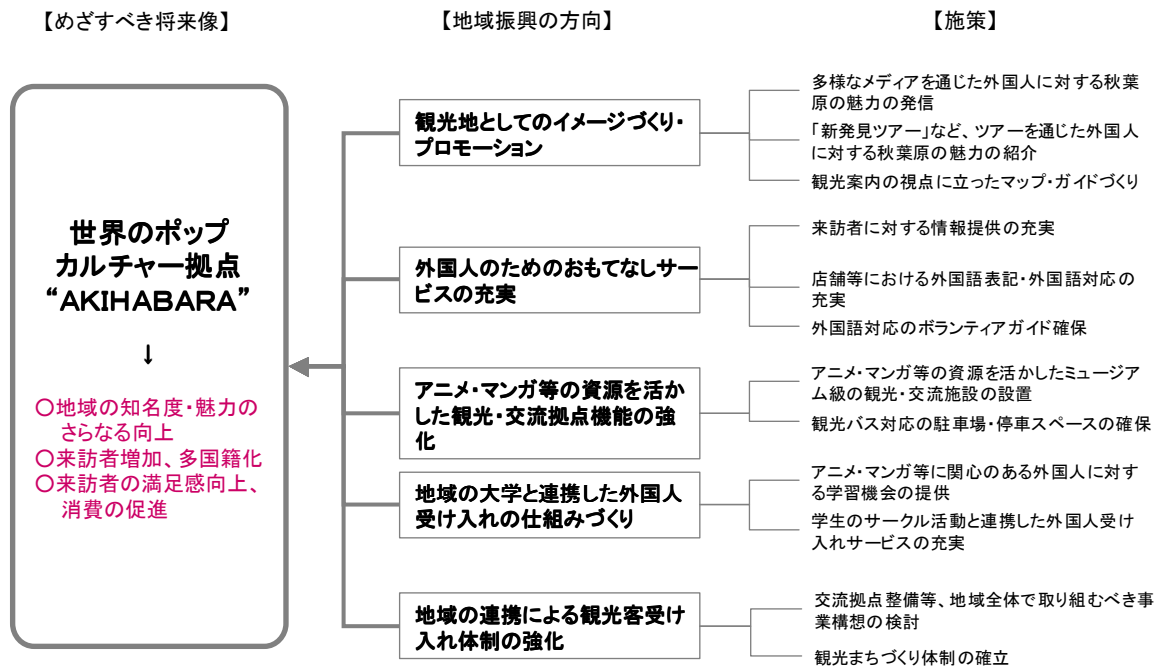 【めざすべき将来像】
【地域振興の方向】
【施策】
世界のポップ
カルチャー拠点
“AKIHABARA”
↓
○地域の知名度・魅力の
さらなる向上
○来訪者増加、多国籍化
○来訪者の満足感向上、
消費の促進
観光地としてのイメージづくり・
プロモーション
多様なメディアを通じた外国人に対する秋葉
原の魅力の発信
「新発見ツアー」など、ツアーを通じた外国人
に対する秋葉原の魅力の紹介
観光案内の視点に立ったマップ・ガイドづくり
外国人のためのおもてなしサー
ビスの充実
来訪者に対する情報提供の充実
店舗等における外国語表記・外国語対応の
充実
外国語対応のボランティアガイド確保
アニメ・マンガ等の資源を活か
した観光・交流拠点機能の強
化
アニメ・マンガ等の資源を活かしたミュージア
ム級の観光・交流施設の設置
観光バス対応の駐車場・停車スペースの確保
地域の大学と連携した外国人
受け入れの仕組みづくり
アニメ・マンガ等に関心のある外国人に対す
る学習機会の提供
学生のサークル活動と連携した外国人受け
入れサービスの充実
地域の連携による観光客受け
入れ体制の強化
交流拠点整備等、地域全体で取り組むべき事
業構想の検討
観光まちづくり体制の確立